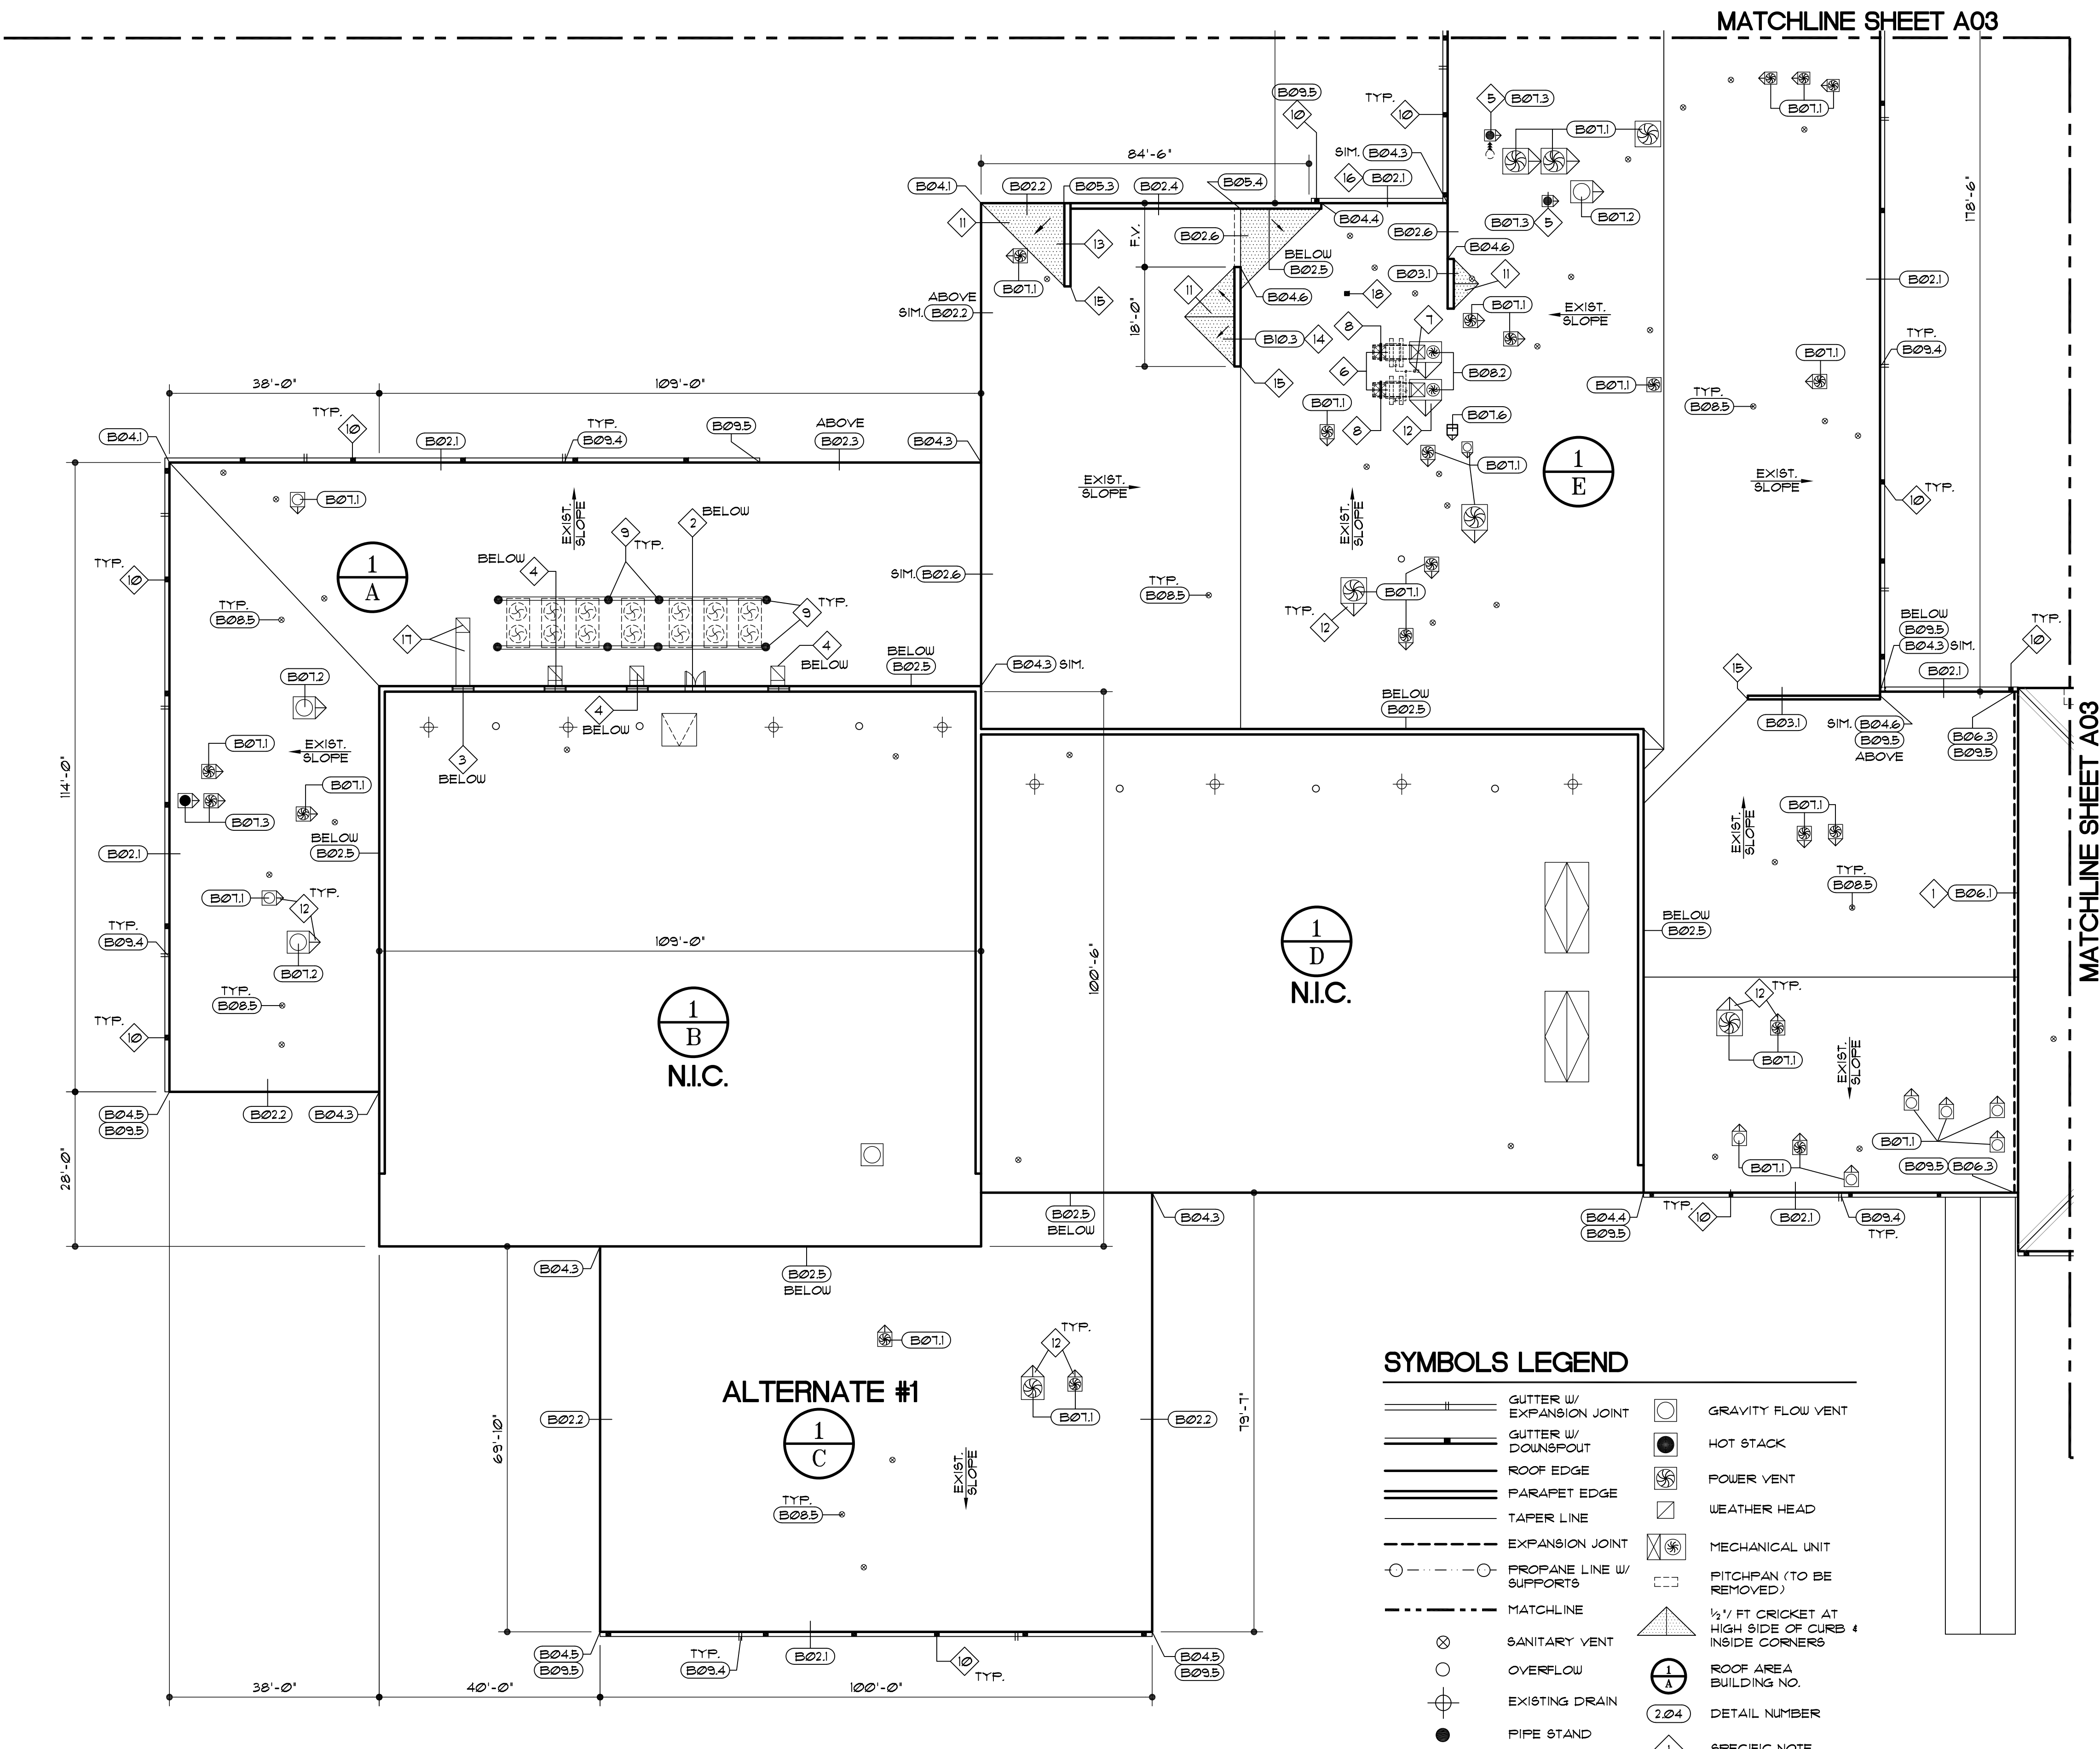 MATCHLINE SHEET A03
B09.5
10
TYP.
10
5
B07.3
B07.1
B07.1
84'-6"
SIM. B04.3
178'-6"
B04.1
B02.2
B05.3
B02.4
B05.4
16
B02.1
B07.3
5
B07.2
11
13
F.V.
B02.6
B04.4
B02.6
B04.6
BELOW
B02.5
B03.1
11
B07.1
15
11
B04.6
18
B02.1
ABOVE
SIM. B02.2
B07.1
EXIST.
SLOPE
18'-0"
B10.3
14
8
7
TYP.
B09.4
15
6
B08.2
B07.1
B07.1
38'-0"
109'-0"
TYP.
B08.5
B07.1
B07.6
TYP.
10
TYP.
B09.4
B09.5
ABOVE
B02.3
8
12
B04.1
B02.1
B04.3
B07.1
1
E
EXIST.
SLOPE
EXIST.
SLOPE
10
TYP.
B07.1
EXIST.
SLOPE
9
TYP.
2
BELOW
EXIST.
SLOPE
TYP.
10
1
A
BELOW
4
SIM. B02.6
TYP.
B08.5
B07.1
TYP.
12
TYP.
B08.5
9
TYP.
17
4
BELOW
BELOW
B02.5
B04.3 SIM.
BELOW
B09.5
B04.3 SIM.
TYP.
10
B07.2
15
B02.1
4
BELOW
BELOW
B02.5
B03.1
SIM. B04.6
B09.5
ABOVE
B06.3
B09.5
MATCHLINE SHEET A03
B07.1
EXIST.
SLOPE
3
BELOW
114'-0"
B07.1
B07.3
EXIST.
SLOPE
B07.1
BELOW
B02.5
B02.1
TYP.
B08.5
1
B06.1
B07.1
TYP.
12
TYP.
B09.4
109'-0"
100'-6"
1
D
N.I.C.
BELOW
B02.5
B07.2
TYP.
B08.5
12
TYP.
TYP.
10
1
B
N.I.C.
B07.1
EXIST.
SLOPE
B04.5
B09.5
B02.2
B04.3
B07.1
B07.1
B09.5
B06.3
28'-0"
B02.5
BELOW
B04.3
B04.4
B09.5
TYP.
10
B02.1
B09.4
TYP.
B04.3
B02.5
BELOW
B07.1
TYP.
12
ALTERNATE #1
B07.1
1
C
B02.2
B02.2
69'-10"
79'-7"
EXIST.
SLOPE
TYP.
B08.5
B04.5
B09.5
TYP.
B09.4
B02.1
10
TYP.
B04.5
B09.5
38'-0"
40'-0"
100'-0"
SYMBOLS LEGEND
GUTTER W/
EXPANSION JOINT
GUTTER W/
DOWNSPOUT
ROOF EDGE
PARAPET EDGE
TAPER LINE
EXPANSION JOINT
PROPANE LINE W/
SUPPORTS
MATCHLINE
SANITARY VENT
OVERFLOW
EXISTING DRAIN
PIPE STAND
GRAVITY FLOW VENT
HOT STACK
POWER VENT
WEATHER HEAD
MECHANICAL UNIT
PITCHPAN (TO BE
REMOVED)
½"/ FT CRICKET AT
HIGH SIDE OF CURB &
INSIDE CORNERS
1
A
ROOF AREA
BUILDING NO.
2.04
DETAIL NUMBER
SPECIFIC NOTE